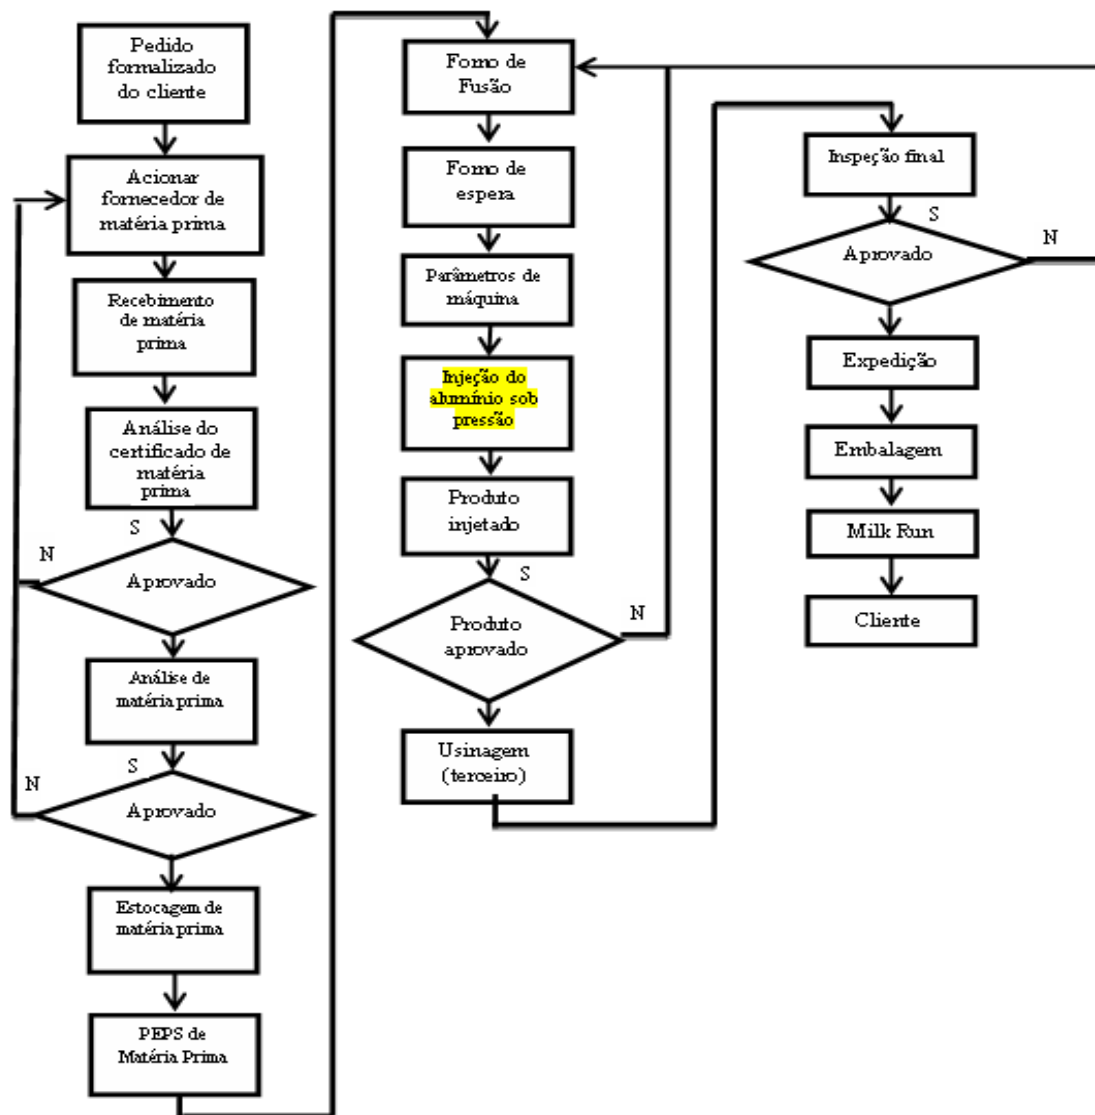 Pedido
formalizado
do cliente
Acionar
fornecedor de
matéria prima
Recebimento
de matéria
prima
Análise do
certificado de
matéria
prima
S
N
Aprovado
Análise de
matéria prima
S
N
Aprovado
Estocagem de
matéria prima
PEPS de
Matéria Prima
Forno de
Fusão
Forno de
espera
Parâmetros de
máquina
Injeção do
alumínio sob
pressão
Produto
injetado
S
N
Produto
aprovado
Usinagem
(terceiro)
Inspeção final
S
N
Aprovado
Expedição
Embalagem
Milk Run
Cliente